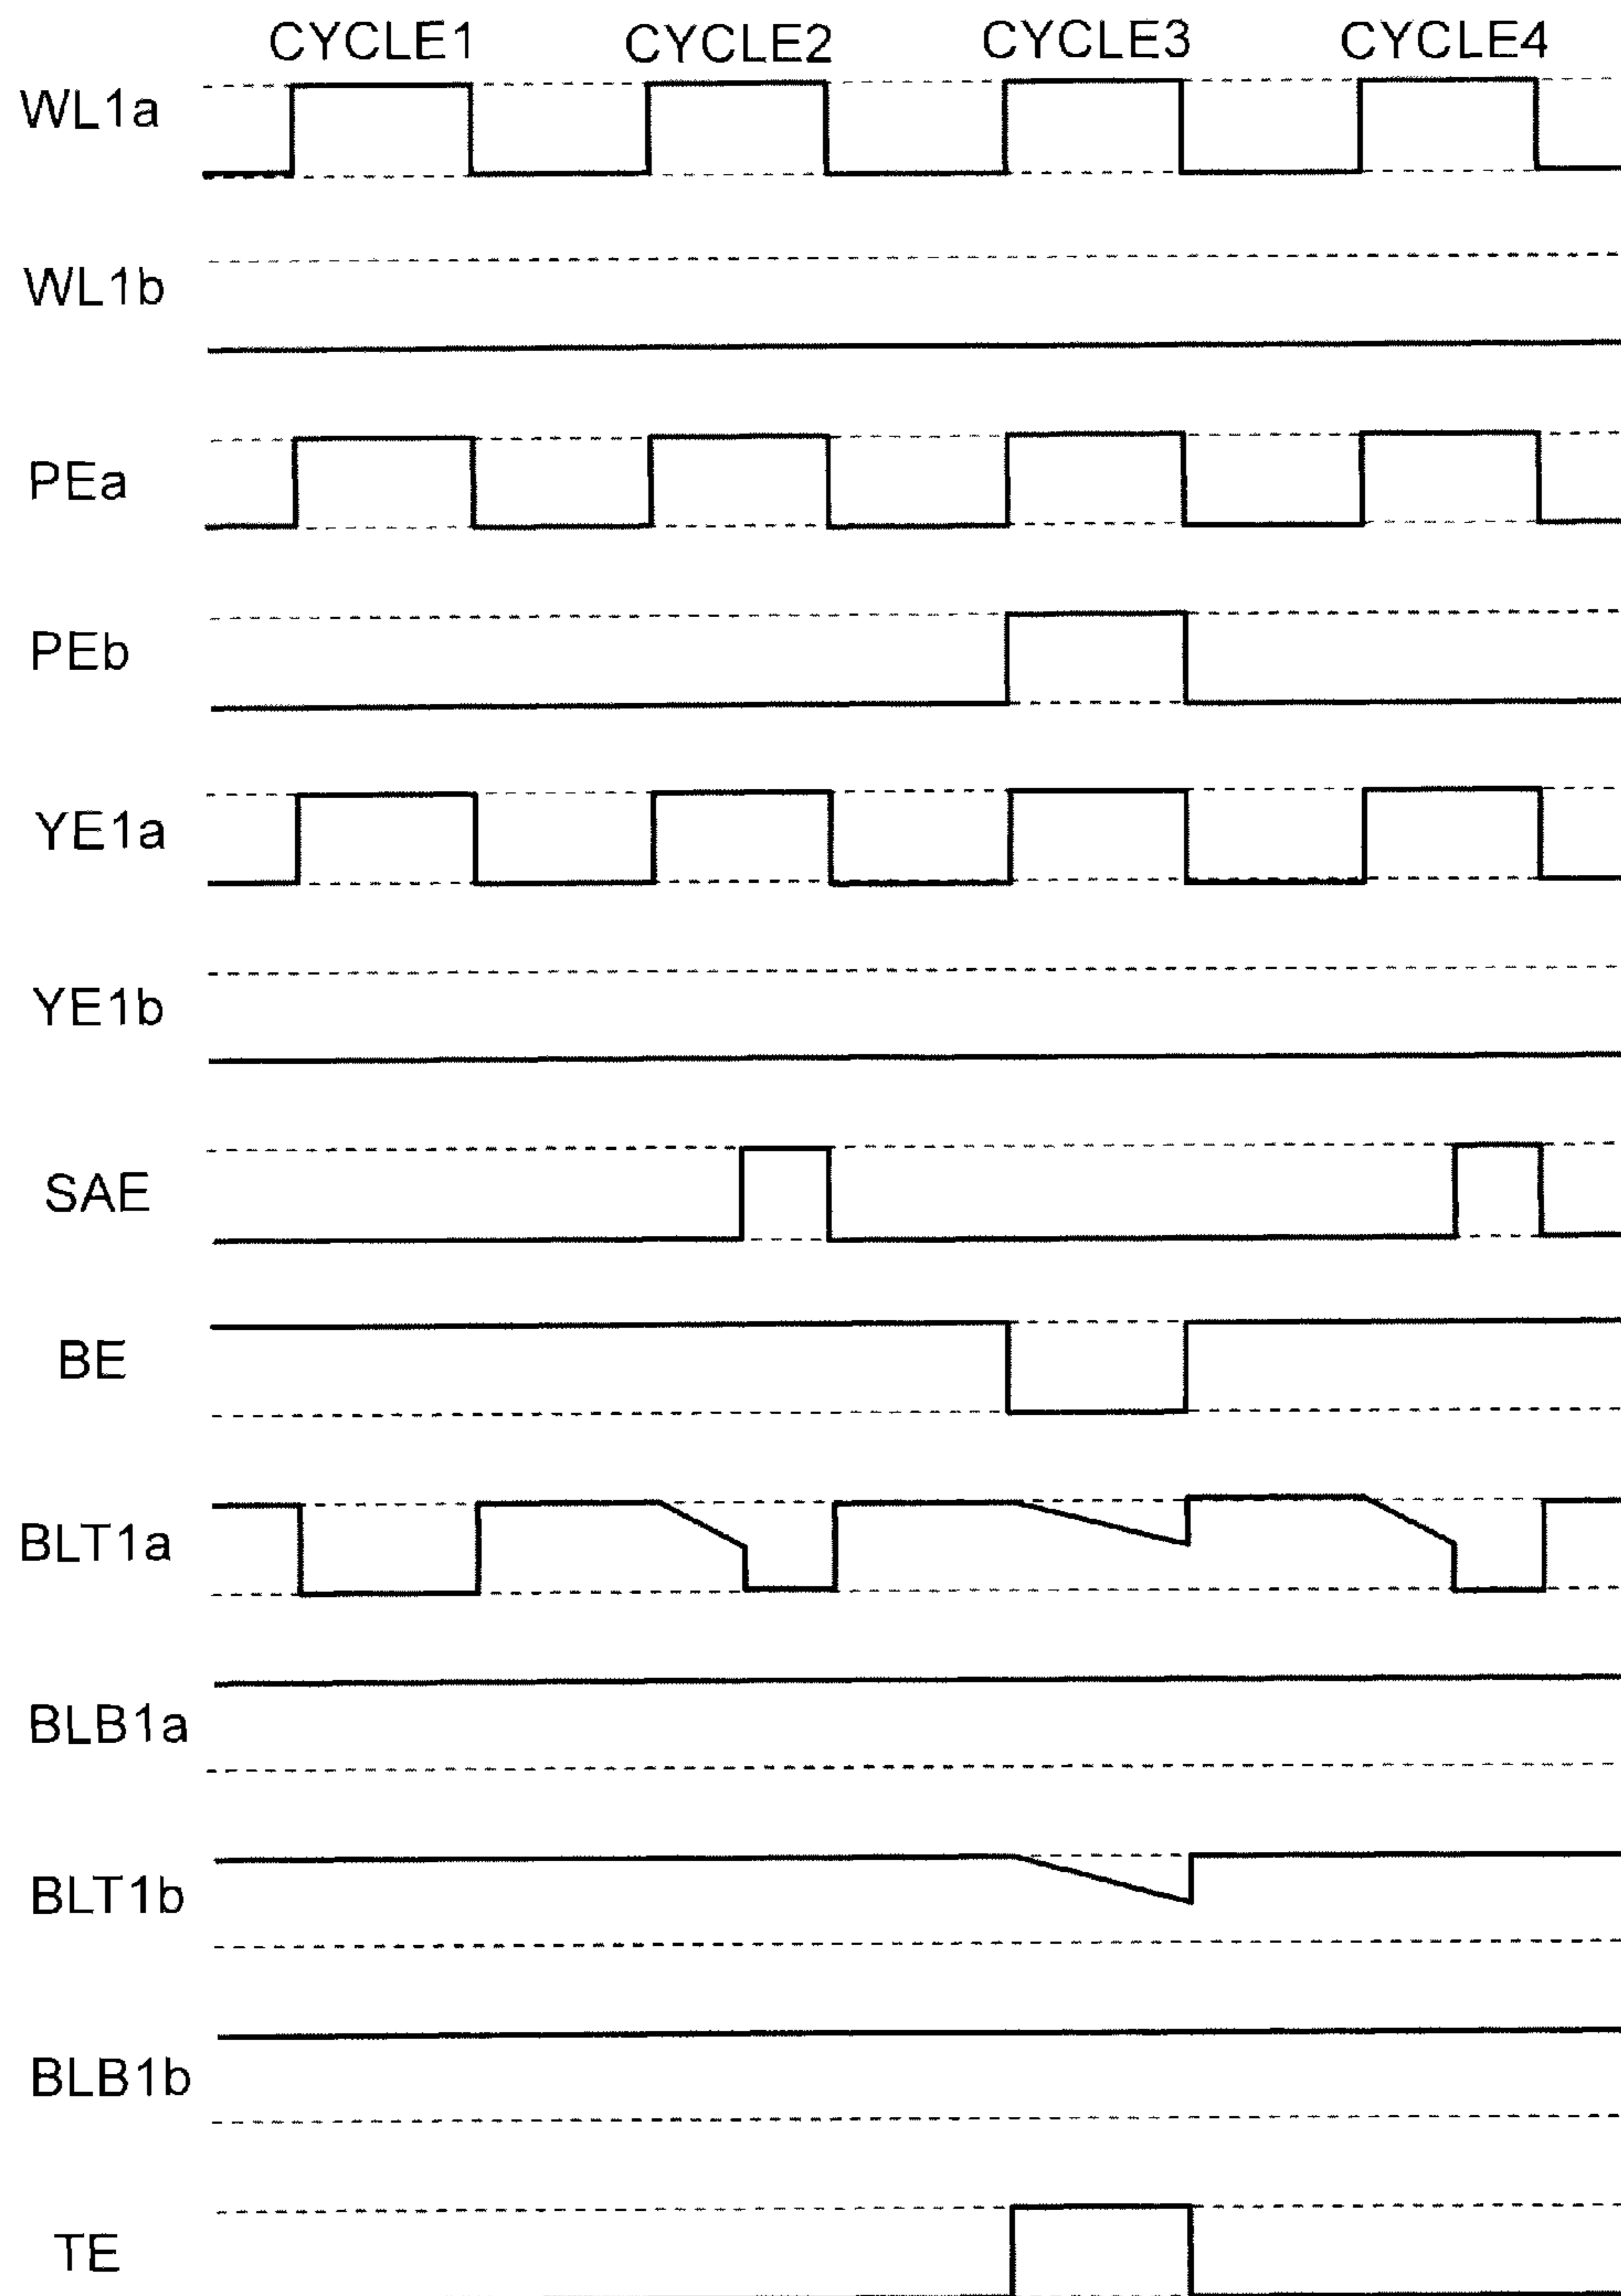 CYCLE1 CYCLE2 CYCLE3 CYCLE4
WL1a
WL1b
PEa
PEb
YE1a
YE1b
SAE
BE
BLT1a
BLB1a
BLT1b
BLB1b
TE